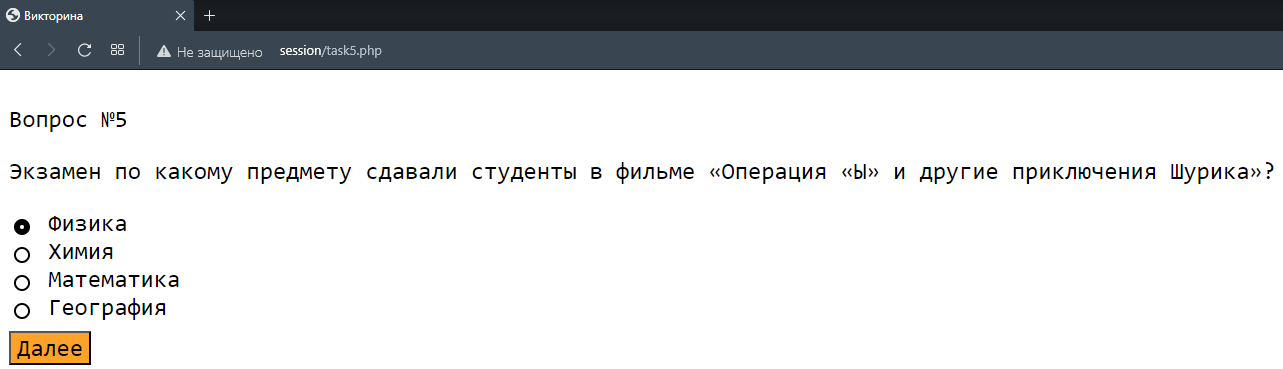 Викторина
Не защищено session/task5.php
Вопрос №5
Экзамен по какому предмету сдавали студенты в фильме «Операция «Ы» и другие приключения Шурика»?
Физика
Химия
Математика
География
Далее